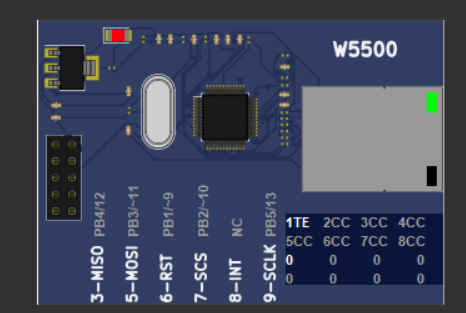 W5500
PB4/12
PB3/~11
PB1/~9
PB2/~10
NC
PB5/13
3-MISO
5-MOSI
6-RST
7-SCS
8-INT
9-SCLK
1TE 2CC 3CC 4CC
5CC 6CC 7CC 8CC
0 0 0 0
0 0 0 0